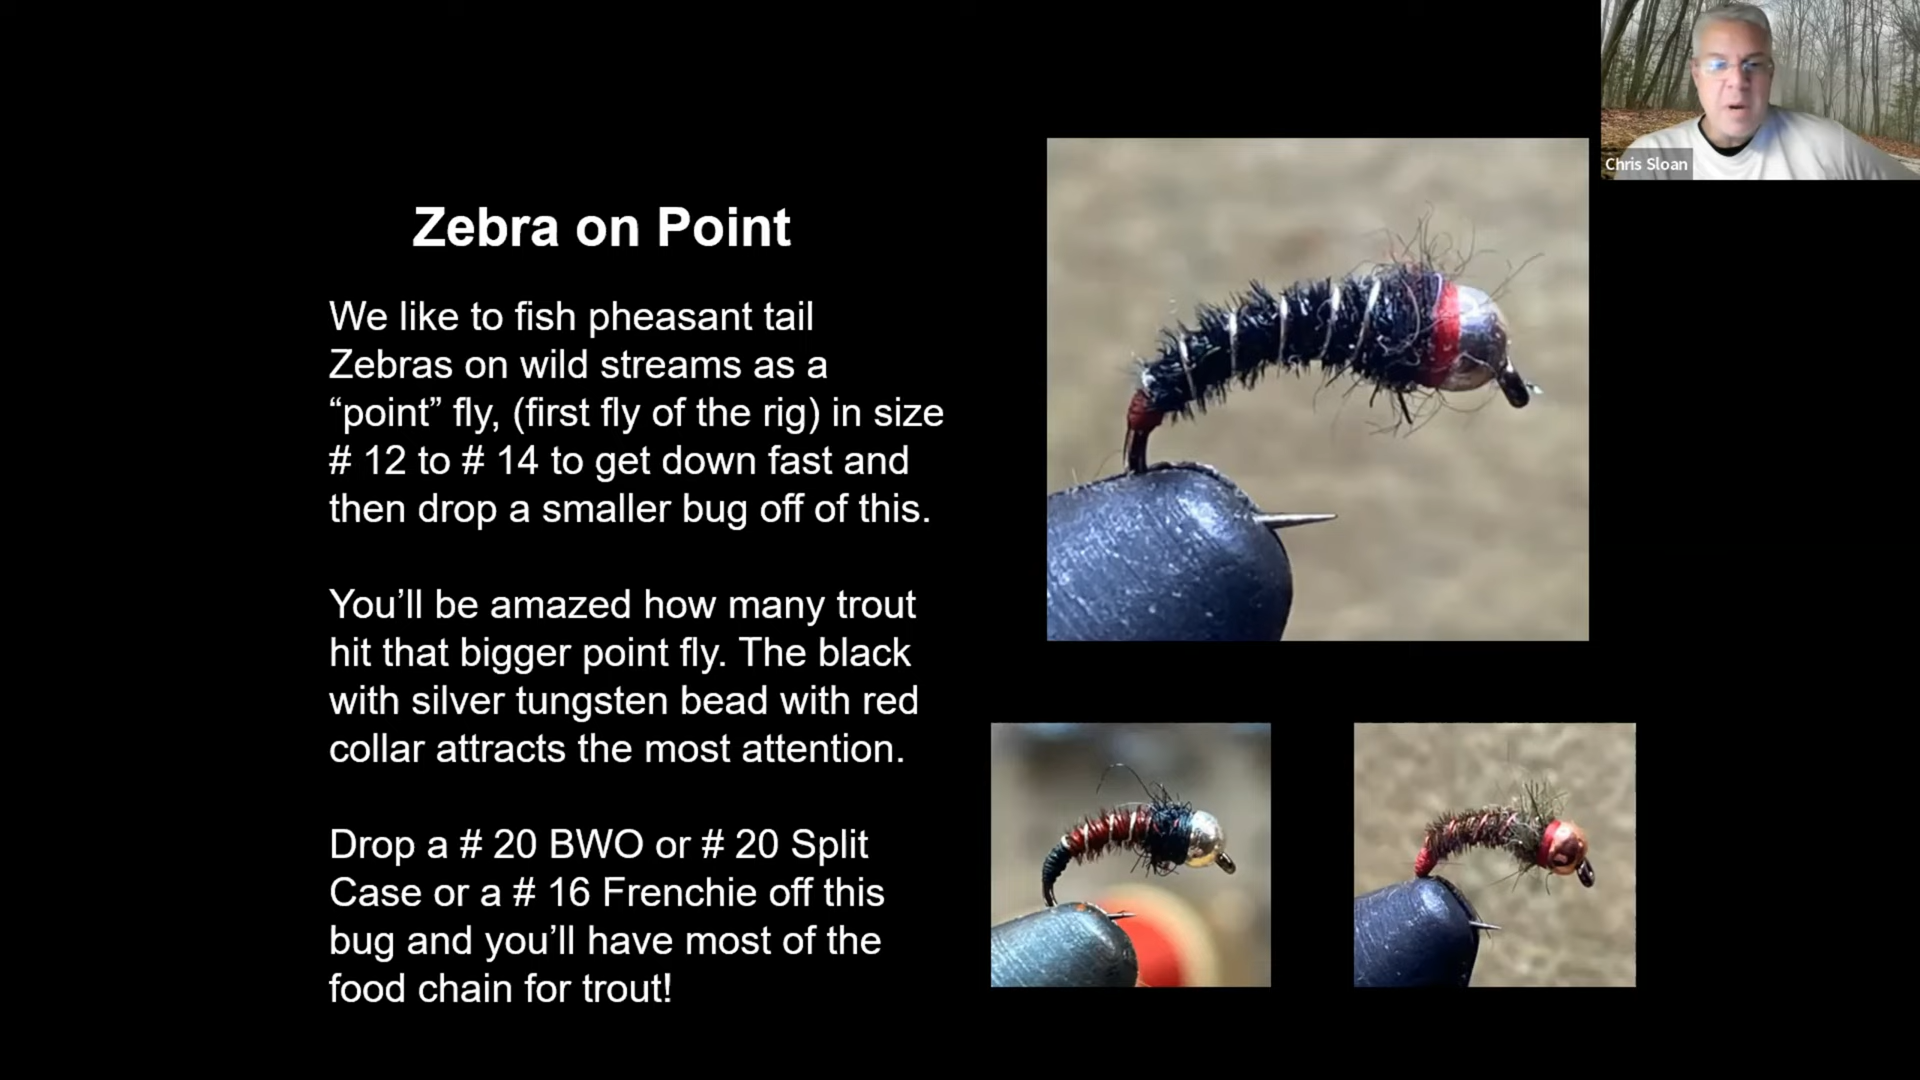 Chris Sloan
Zebra on Point
We like to fish pheasant tail
Zebras on wild streams as a
“point” fly, (first fly of the rig) in size
# 12 to # 14 to get down fast and
then drop a smaller bug off of this.
You’ll be amazed how many trout
hit that bigger point fly. The black
with silver tungsten bead with red
collar attracts the most attention.
Drop a # 20 BWO or # 20 Split
Case or a # 16 Frenchie off this
bug and you’ll have most of the
food chain for trout!